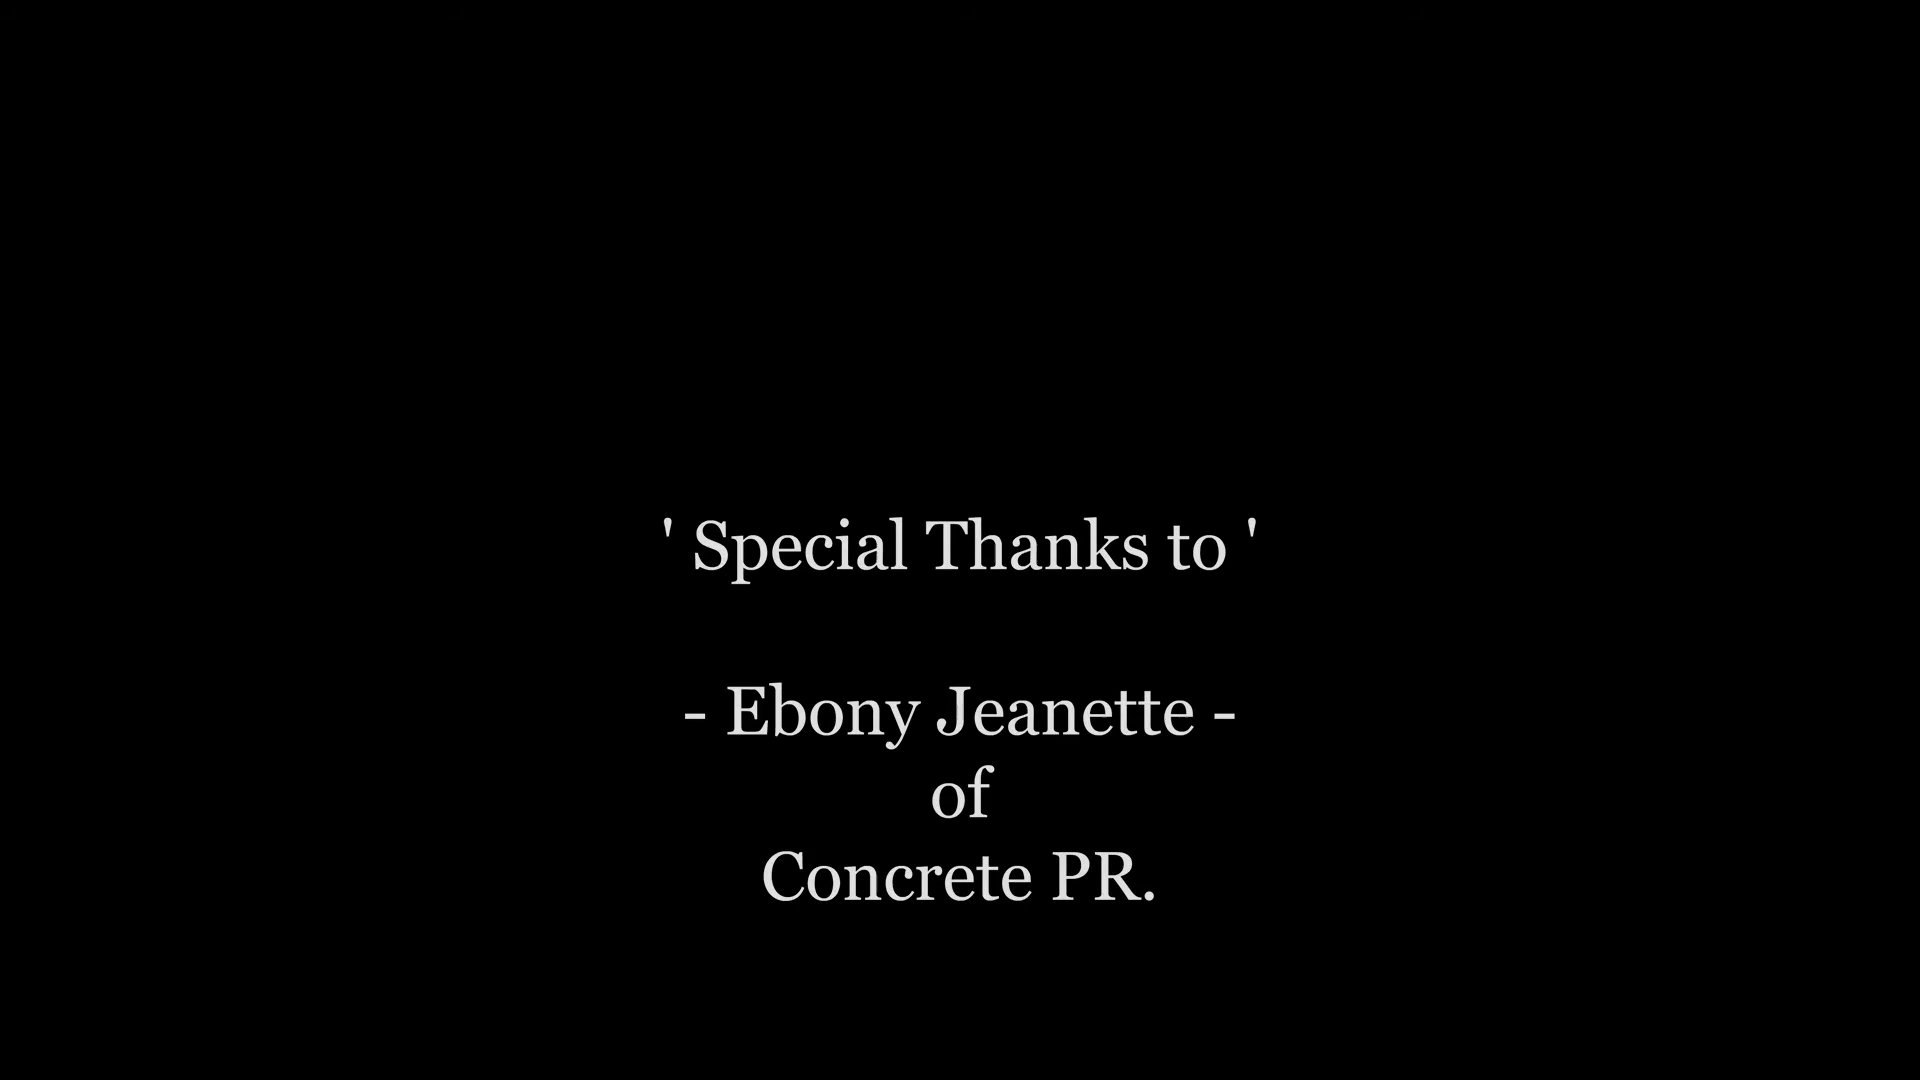 ' Special Thanks to '
- Ebony Jeanette -
of
Concrete PR.